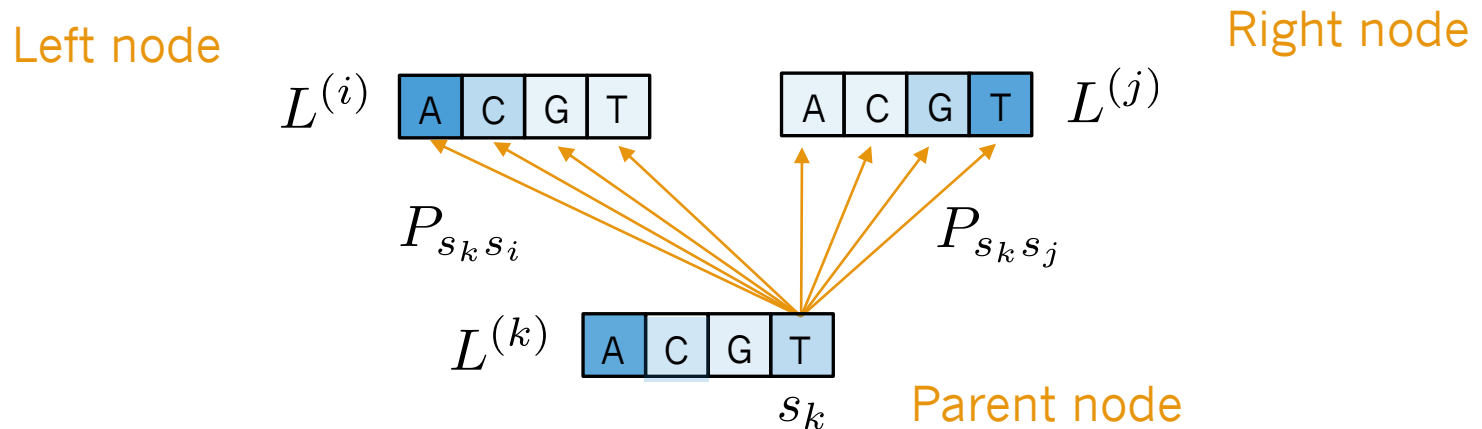 Left node
Right node
L^{(i)} A C G T
A C G T L^{(j)}
P_{s_k s_i}
P_{s_k s_j}
L^{(k)} A C G T
s_k
Parent node